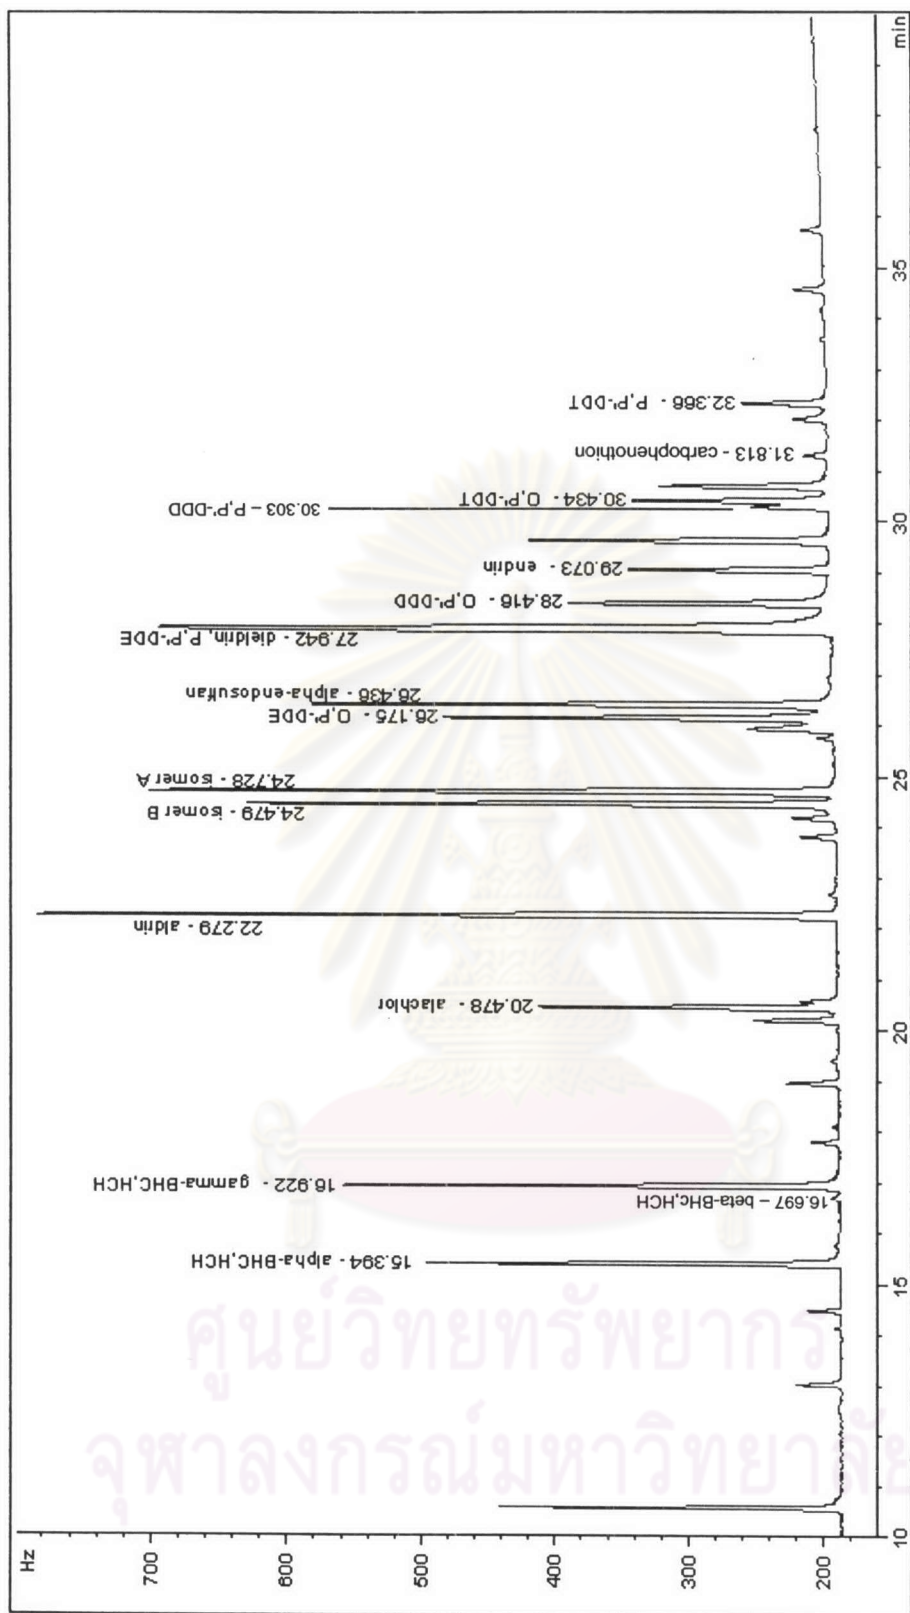 Hz
700
600
500
400
300
200
10
15
20
25
30
35
min
15.394 - alpha-BHC,HCH
16.697 – beta-BHc,HCH
16.922 - gamma-BHC,HCH
20.478 - alachlor
22.279 - aldrin
24.479 - isomer B
24.728 - isomer A
26.175 - O,P'-DDE
26.436 - alpha-endosulfan
27.942 - dieldrin, P,P'-DDE
28.416 - O,P'-DDD
29.073 - endrin
30.303 – P,P'-DDD
30.434 - O,P'-DDT
31.813 - carbophenothion
32.366 - P,P'-DDT
ศูนย์วิทยทรัพยากร
จุฬาลงกรณ์มหาวิทยาลัย